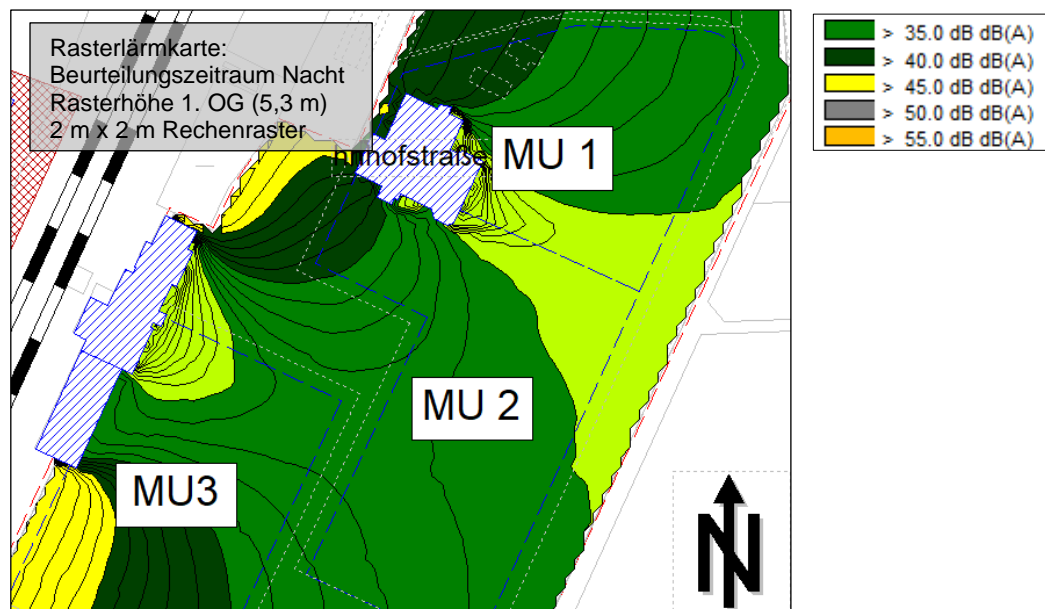 Rasterlärmkarte:
Beurteilungszeitraum Nacht
Rasterhöhe 1. OG (5,3 m)
2 m x 2 m Rechenraster
> 35.0 dB dB(A)
> 40.0 dB dB(A)
> 45.0 dB dB(A)
> 50.0 dB dB(A)
> 55.0 dB dB(A)
hnhofstraße
MU 1
MU 2
MU3
N